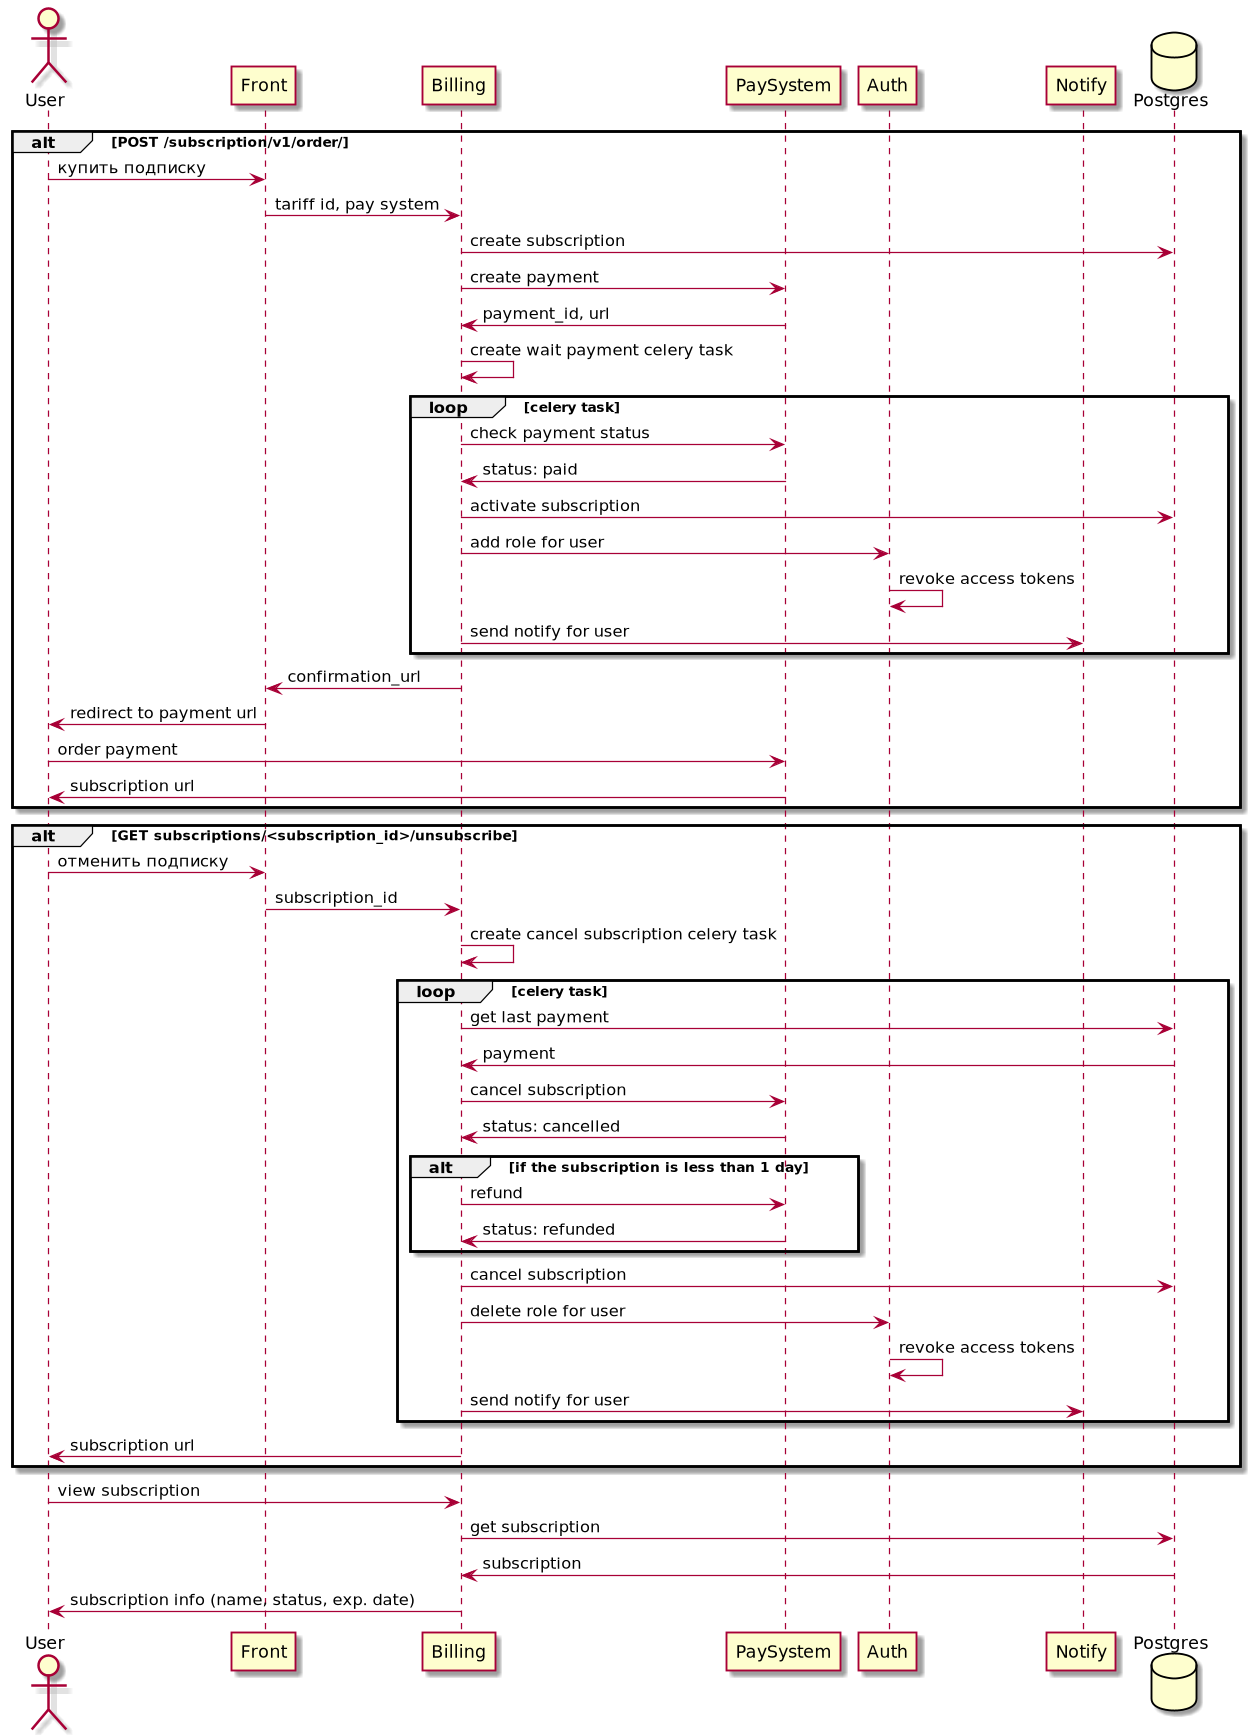 User
Front
Billing
PaySystem
Auth
Notify
Postgres
alt [POST /subscription/v1/order/]
купить подписку
tariff id, pay system
create subscription
create payment
payment_id, url
create wait payment celery task
loop [celery task]
check payment status
status: paid
activate subscription
add role for user
revoke access tokens
send notify for user
confirmation_url
redirect to payment url
order payment
subscription url
alt [GET subscriptions/<subscription_id>/unsubscribe]
отменить подписку
subscription_id
create cancel subscription celery task
loop [celery task]
get last payment
payment
cancel subscription
status: cancelled
alt [if the subscription is less than 1 day]
refund
status: refunded
cancel subscription
delete role for user
revoke access tokens
send notify for user
subscription url
view subscription
get subscription
subscription
subscription info (name, status, exp. date)
User
Front
Billing
PaySystem
Auth
Notify
Postgres